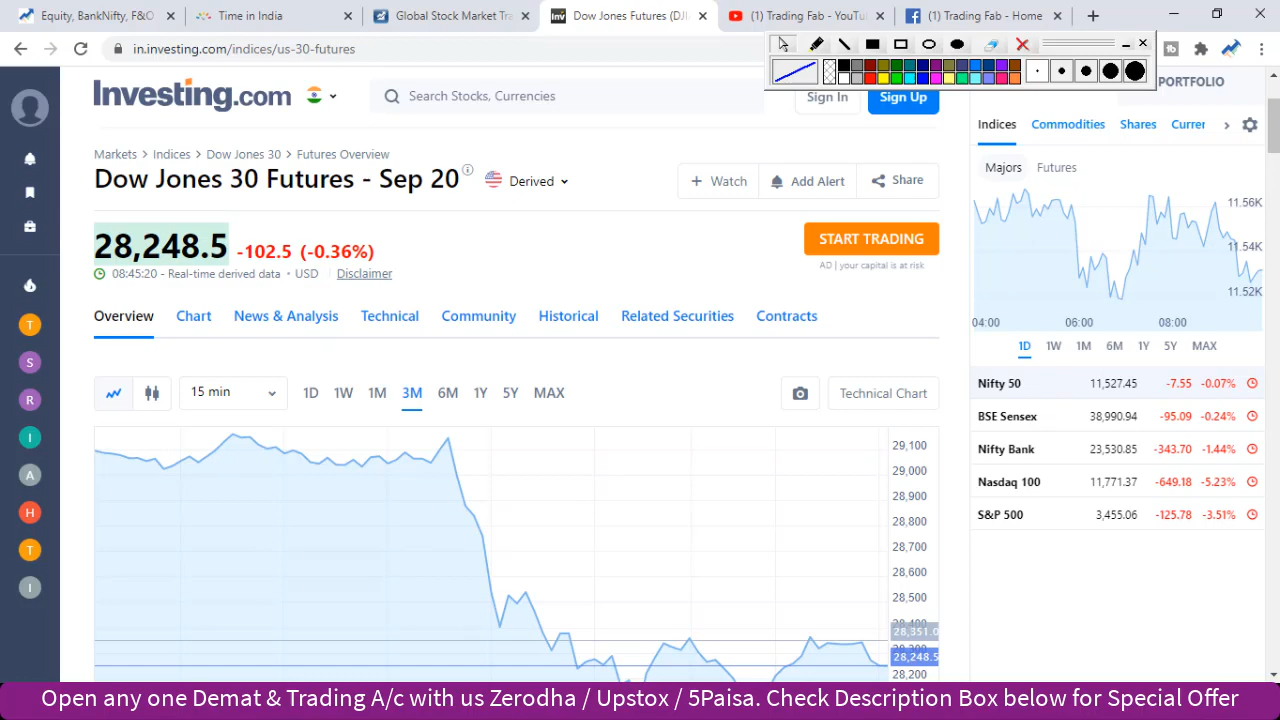 Equity, BankNifty, F&O
Time in India
Global Stock Market Tra
Dow Jones Futures (DJI
(1) Trading Fab - YouTu
(1) Trading Fab - Home
in.investing.com/indices/us-30-futures
Investing.com
Search Stocks, Currencies
Sign In
Sign Up
PORTFOLIO
Markets > Indices > Dow Jones 30 > Futures Overview
Dow Jones 30 Futures - Sep 20
Derived
+ Watch
Add Alert
Share
28,248.5 -102.5 (-0.36%)
08:45:20 - Real-time derived data • USD
Disclaimer
START TRADING
AD | your capital is at risk
Overview Chart News & Analysis Technical Community Historical Related Securities Contracts
15 min
1D 1W 1M 3M 6M 1Y 5Y MAX
Technical Chart
29,100
29,000
28,900
28,800
28,700
28,600
28,500
28,400
28,351.0
28,300
28,248.5
28,200
Indices Commodities Shares Currer
Majors Futures
11.56K
11.54K
11.52K
04:00 06:00 08:00
1D 1W 1M 6M 1Y 5Y MAX
Nifty 50 11,527.45 -7.55 -0.07%
BSE Sensex 38,990.94 -95.09 -0.24%
Nifty Bank 23,530.85 -343.70 -1.44%
Nasdaq 100 11,771.37 -649.18 -5.23%
S&P 500 3,455.06 -125.78 -3.51%
T
S
R
I
A
H
T
I
Open any one Demat & Trading A/c with us Zerodha / Upstox / 5Paisa. Check Description Box below for Special Offer